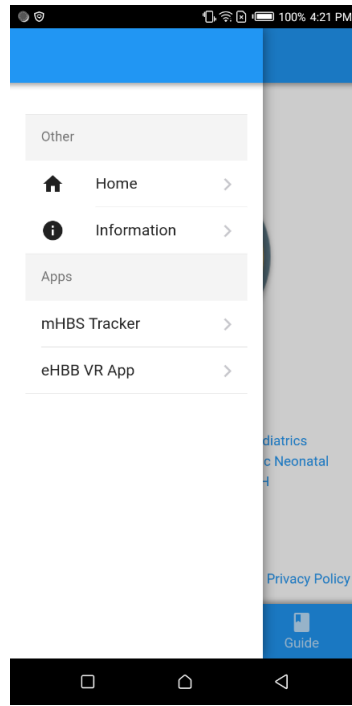 100% 4:21 PM
Other
Home
Information
Apps
mHBS Tracker
eHBB VR App
diatrics
c Neonatal
H
Privacy Policy
Guide